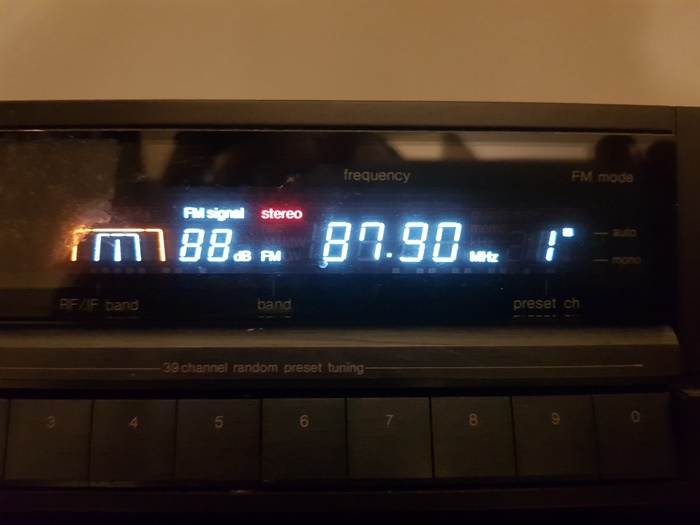 frequency FM mode
FM signal stereo
88 dB FM 87.90 MHz 1
auto
mono
RF/IF band band preset ch
39 channel random preset tuning
3 4 5 6 7 8 9 0